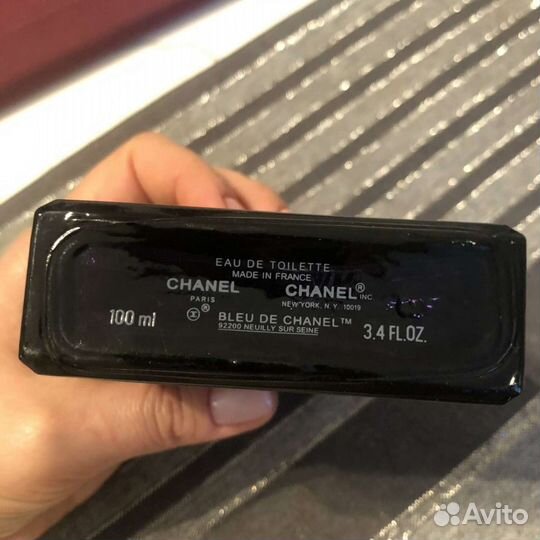 EAU DE TOILETTE
MADE IN FRANCE
CHANEL CHANEL® INC
PARIS NEW YORK, N.Y. 10019
100 ml ® BLEU DE CHANEL™ 3.4 FL.OZ.
92200 NEUILLY SUR SEINE
Avito